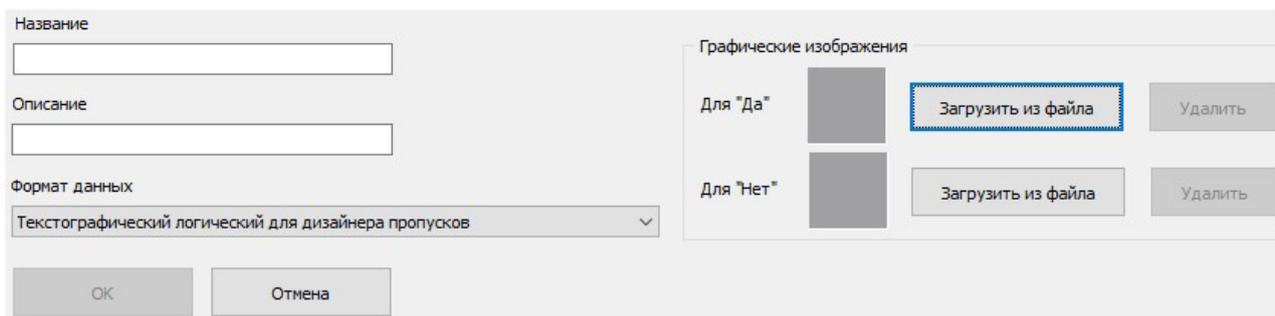 Название
Описание
Формат данных
Текстографический логический для дизайнера пропусков
ОК
Отмена
Графические изображения
Для "Да"
Загрузить из файла
Удалить
Для "Нет"
Загрузить из файла
Удалить